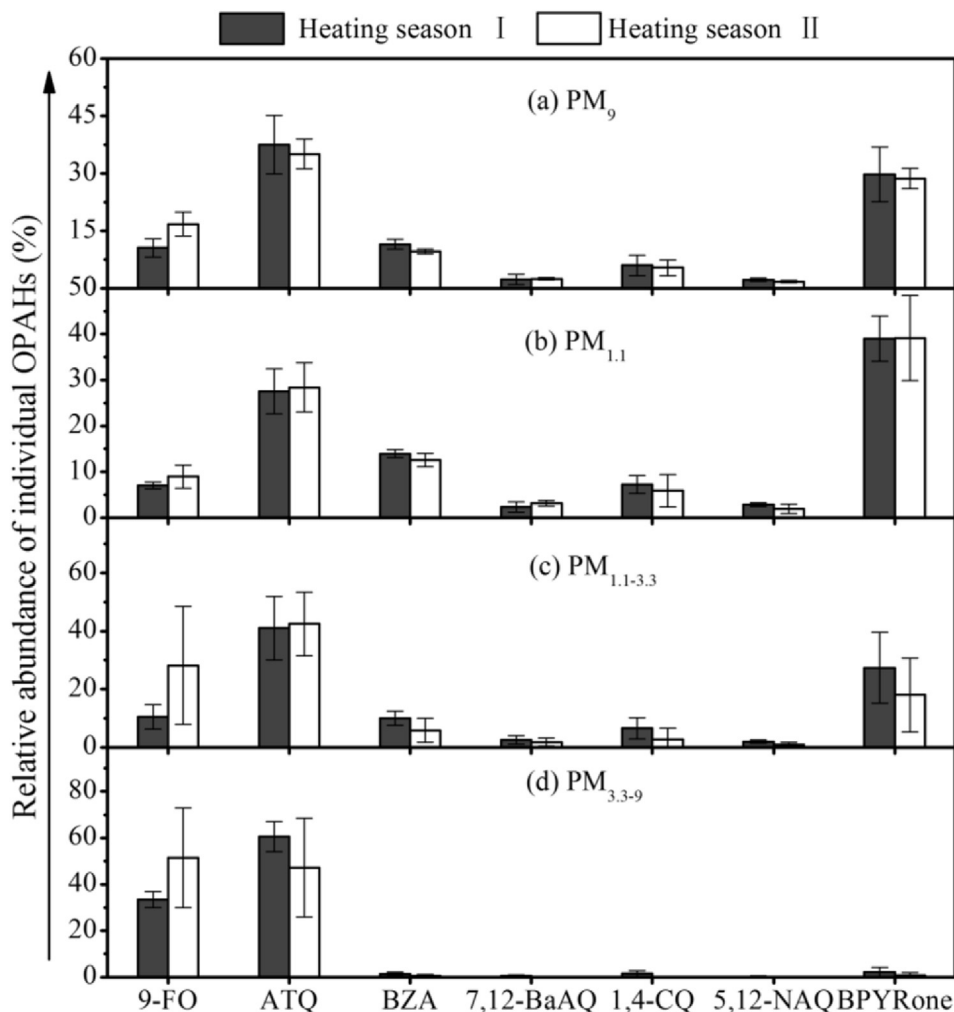 Heating season Ⅰ Heating season Ⅱ
Relative abundance of individual OPAHs (%)
(a) PM9
60
45
30
15
50
(b) PM1.1
40
30
20
10
0
(c) PM1.1-3.3
60
40
20
0
(d) PM3.3-9
80
60
40
20
0
9-FO ATQ BZA 7,12-BaAQ 1,4-CQ 5,12-NAQ BPYRone